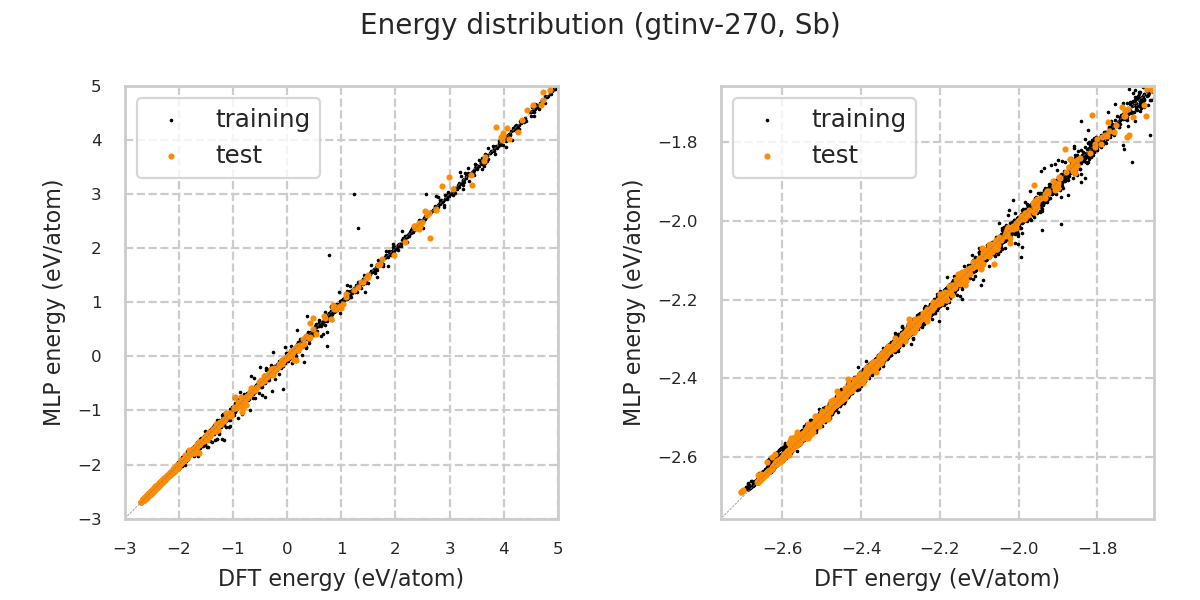 Energy distribution (gtinv-270, Sb)
training
test
5
4
3
2
1
0
−1
−2
−3
−3 −2 −1 0 1 2 3 4 5
MLP energy (eV/atom)
DFT energy (eV/atom)
training
test
−1.8
−2.0
−2.2
−2.4
−2.6
−2.6 −2.4 −2.2 −2.0 −1.8
MLP energy (eV/atom)
DFT energy (eV/atom)